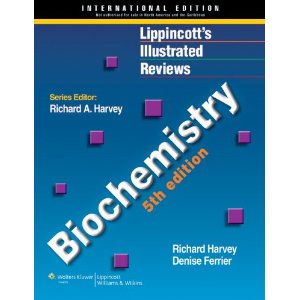 INTERNATIONAL EDITION
Not authorised for sale in North America and the Caribbean
Lippincott's
Illustrated
Reviews
Series Editor:
Richard A. Harvey
Biochemistry
5th edition
Richard Harvey
Denise Ferrier
Wolters Kluwer
Lippincott
Williams & Wilkins